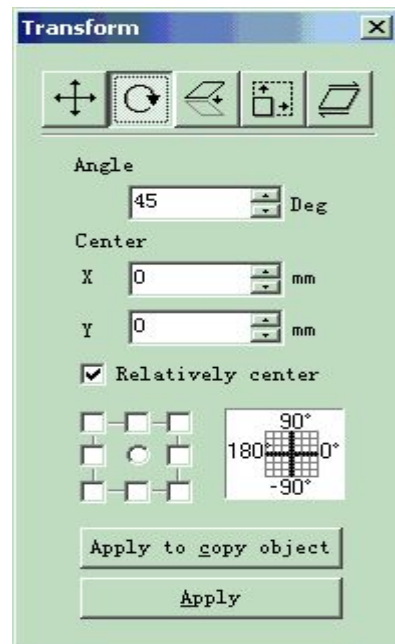 Transform
Angle
45 Deg
Center
X 0 mm
Y 0 mm
Relatively center
90°
180° 0°
-90°
Apply to copy object
Apply